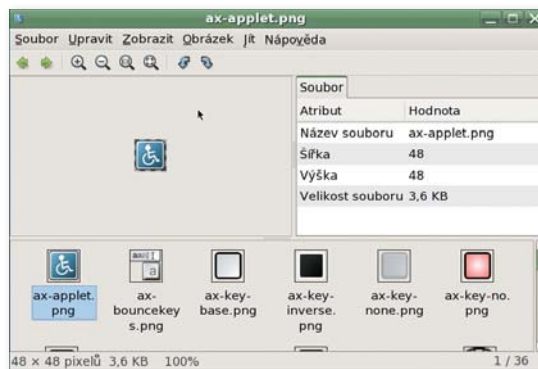 ax-applet.png
Soubor Upravit Zobrazit Obrázek Jít Nápověda
Soubor
Atribut Hodnota
Název souboru ax-applet.png
Šířka 48
Výška 48
Velikost souboru 3,6 KB
ax-applet.
png
ax-
bouncekey
s.png
ax-key-
base.png
ax-key-
inverse.
png
ax-key-
none.png
ax-key-no.
png
48 × 48 pixelů 3,6 KB 100% 1 / 36